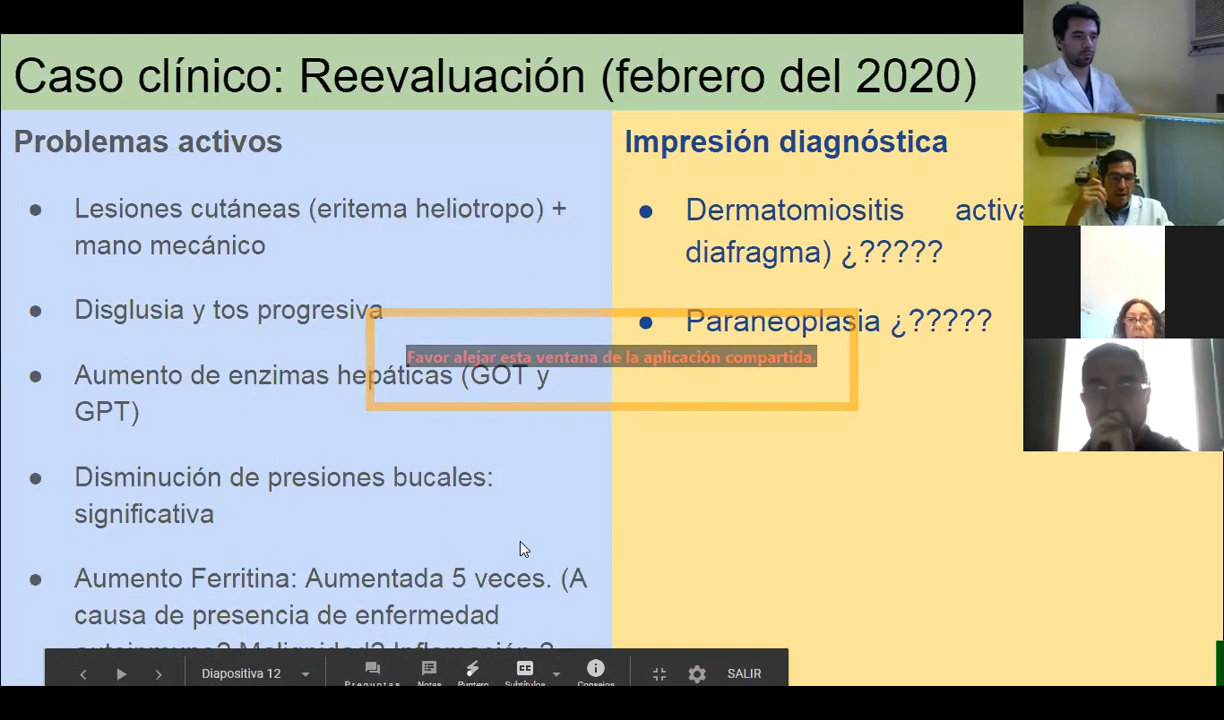 Caso clínico: Reevaluación (febrero del 2020)
Problemas activos
● Lesiones cutáneas (eritema heliotropo) +
mano mecánico
● Disglusia y tos progresiva
● Aumento de enzimas hepáticas (GOT y
GPT)
● Disminución de presiones bucales:
significativa
● Aumento Ferritina: Aumentada 5 veces. (A
causa de presencia de enfermedad
autoinmune? Malignidad? Inflamación ?
Impresión diagnóstica
● Dermatomiositis activa
diafragma) ¿?????
● Paraneoplasia ¿?????
Favor alejar esta ventana de la aplicación compartida.
Diapositiva 12
Preguntas
Notas
Puntero
Subtítulos
Consejos
SALIR